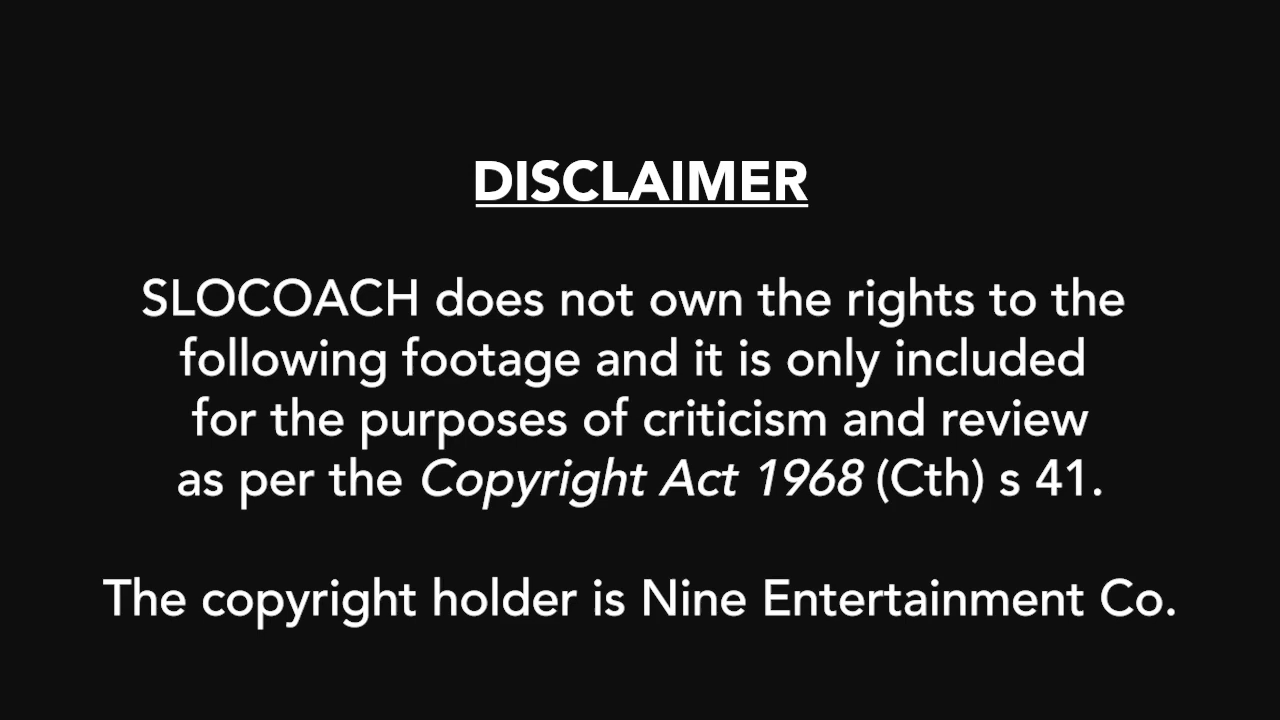 DISCLAIMER
SLOCOACH does not own the rights to the
following footage and it is only included
for the purposes of criticism and review
as per the Copyright Act 1968 (Cth) s 41.
The copyright holder is Nine Entertainment Co.